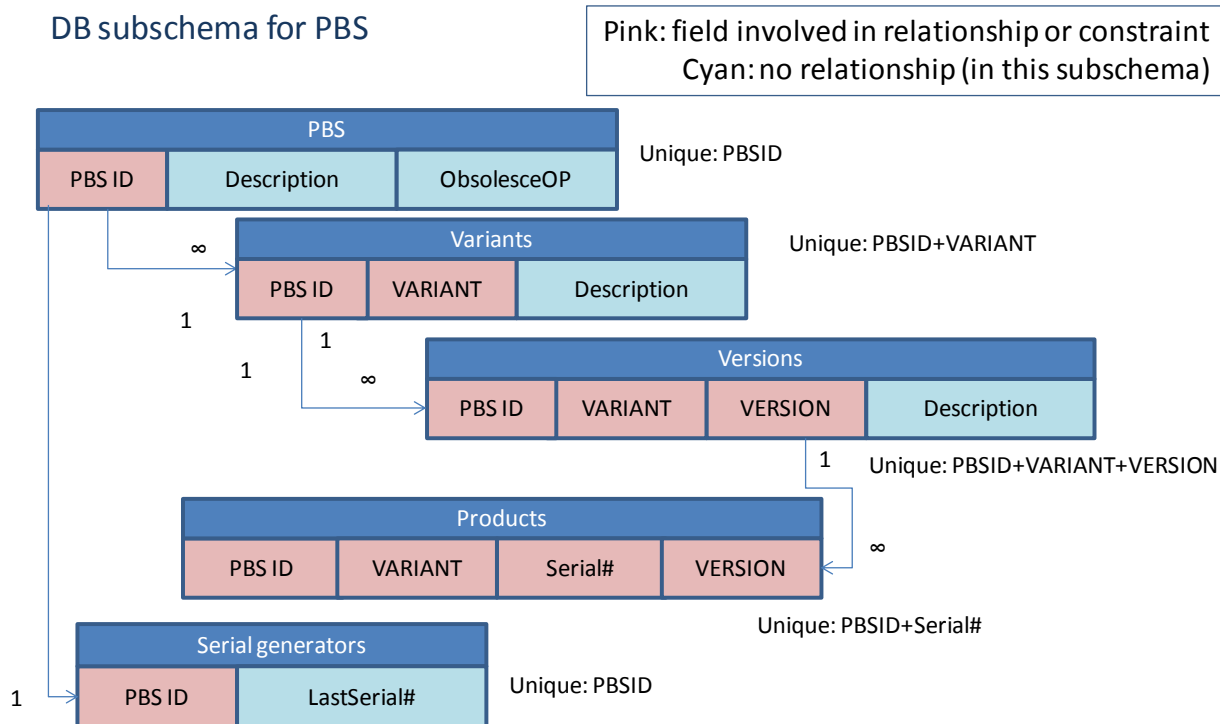 DB subschema for PBS
Pink: field involved in relationship or constraint
Cyan: no relationship (in this subschema)
PBS
Unique: PBSID
PBS ID Description ObsolesceOP
∞
Variants
Unique: PBSID+VARIANT
PBS ID VARIANT Description
1
1
1
∞
Versions
PBS ID VARIANT VERSION Description
1
Unique: PBSID+VARIANT+VERSION
Products
∞
PBS ID VARIANT Serial# VERSION
Unique: PBSID+Serial#
Serial generators
Unique: PBSID
1
PBS ID LastSerial#